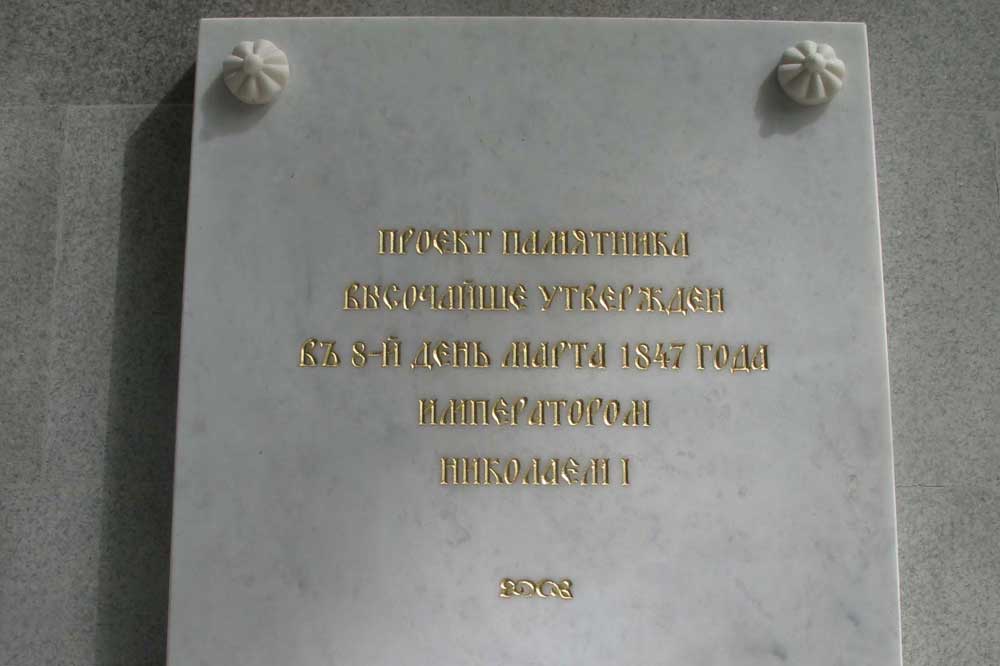 ПРОЕКТ ПАМЯТНИКА
ВЫСОЧАЙШЕ УТВЕРЖДЕН
ВЪ 8-Й ДЕНЬ МАРТА 1847 ГОДА
ИМПЕРАТОРОМ
НИКОЛАЕМ I